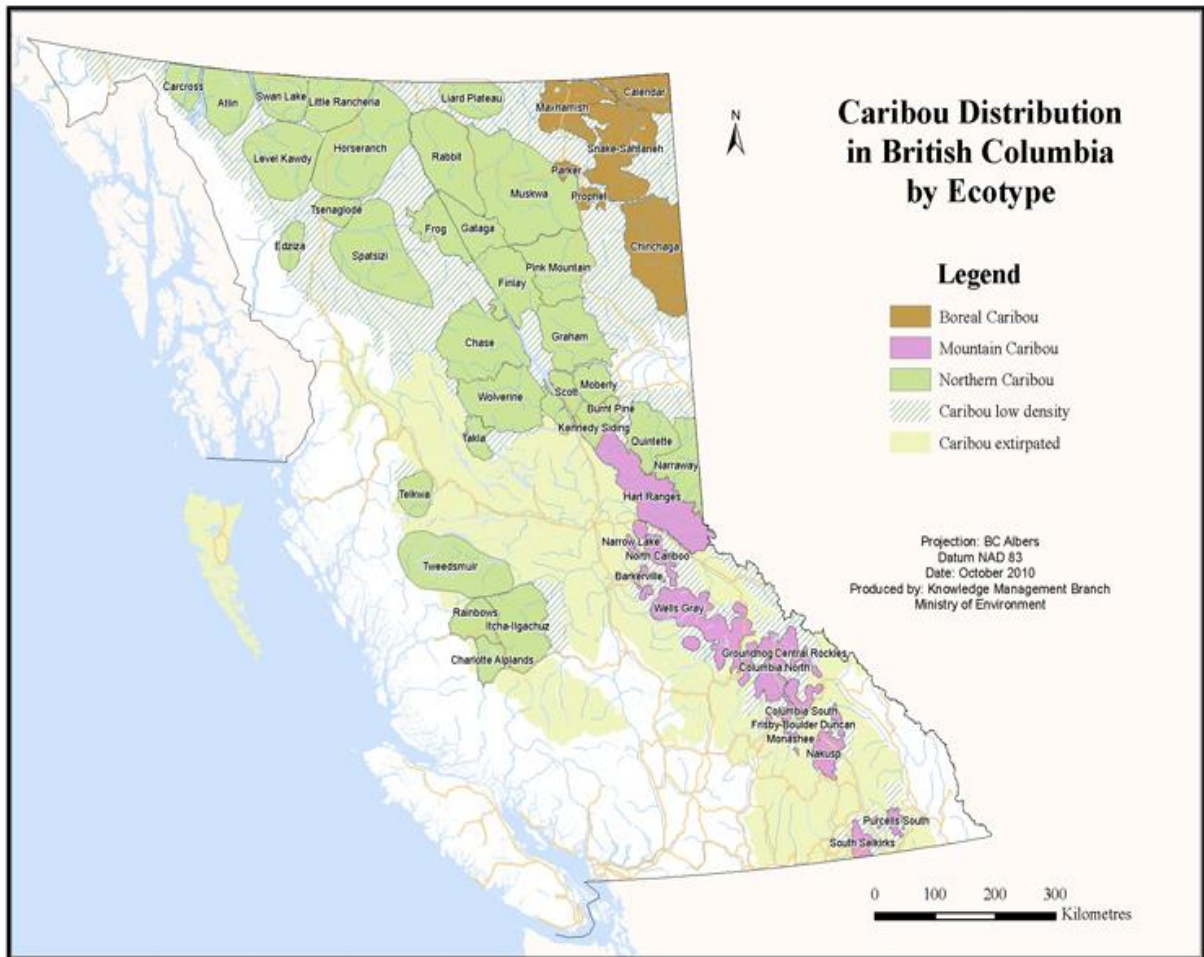 Caribou Distribution
in British Columbia
by Ecotype
N
Legend
Boreal Caribou
Mountain Caribou
Northern Caribou
Caribou low density
Caribou extirpated
Projection: BC Albers
Datum NAD 83
Date: October 2010
Produced by: Knowledge Management Branch
Ministry of Environment
0 100 200 300
Kilometres
Carcross
Atlin
Swan Lake
Little Rancheria
Liard Plateau
Maxhamish
Calendar
Level Kawdy
Horseranch
Rabbit
Snake-Sahtaneh
Parker
Muskwa
Prophet
Tsenaglode
Frog
Gataga
Edziza
Spatsizi
Chinchaga
Pink Mountain
Finlay
Chase
Graham
Wolverine
Scott
Moberly
Burnt Pine
Kennedy Siding
Takla
Quintette
Narraway
Telkwa
Hart Ranges
Narrow Lake
North Cariboo
Tweedsmuir
Barkerville
Rainbows
Itcha-Ilgachuz
Wells Gray
Charlotte Alplands
Groundhog Central Rockies
Columbia North
Columbia South
Frisby-Boulder Duncan
Monashee
Nakusp
Purcells South
South Selkirks